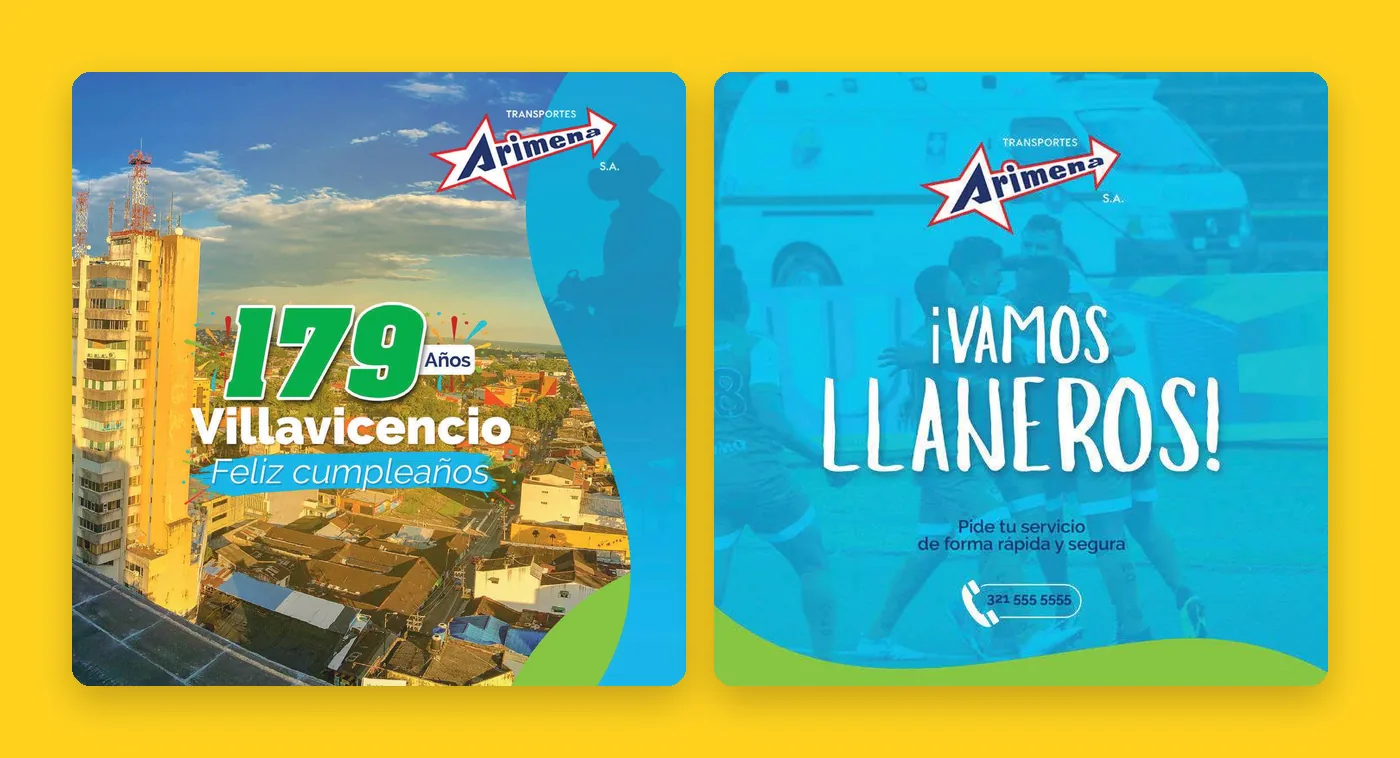 TRANSPORTES
Arimena
S.A.
179
Años
Villavicencio
Feliz cumpleaños
TRANSPORTES
Arimena
S.A.
¡VAMOS
LLANEROS!
Pide tu servicio
de forma rápida y segura
321 555 5555